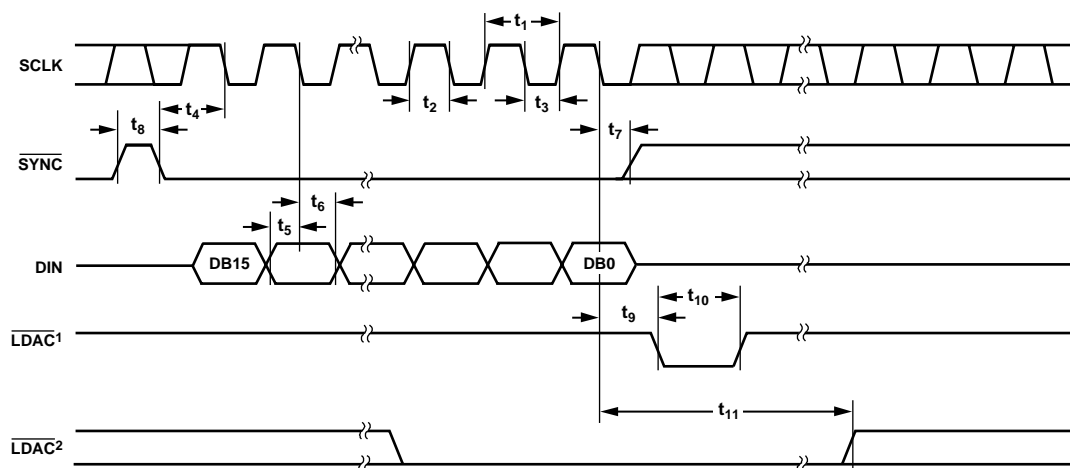 t1
SCLK
t2
t3
t4
t8
t7
SYNC
t6
t5
DIN
DB15
DB0
t10
t9
LDAC1
t11
LDAC2